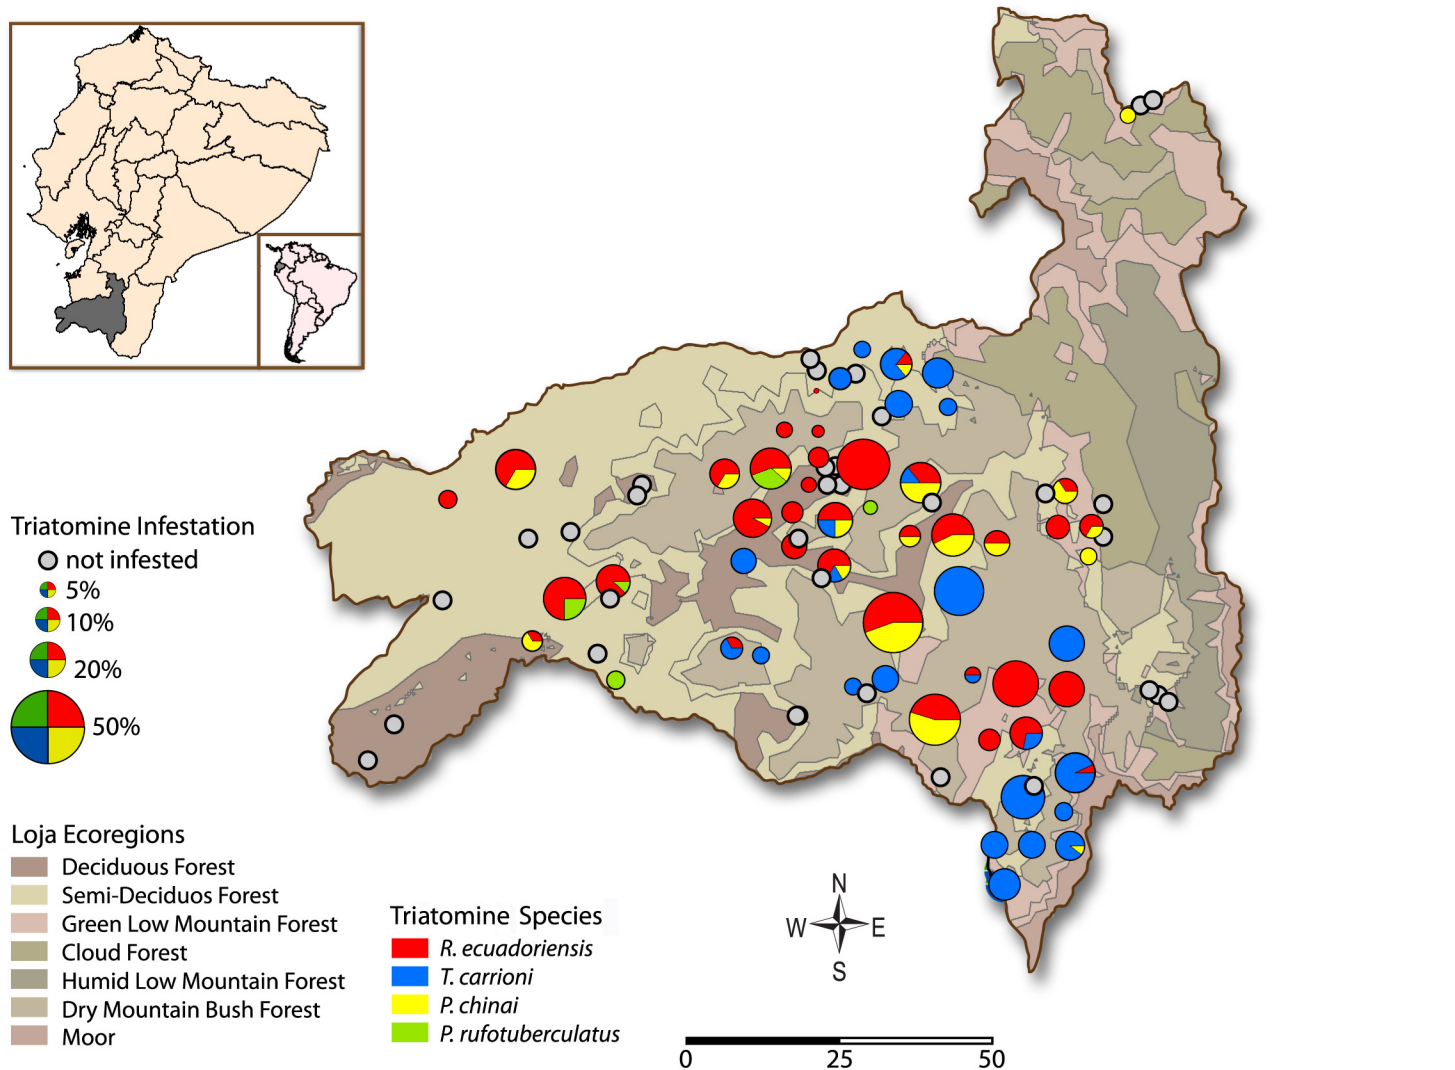 Triatomine Infestation
not infested
5%
10%
20%
50%
Loja Ecoregions
Deciduous Forest
Semi-Deciduos Forest
Green Low Mountain Forest
Cloud Forest
Humid Low Mountain Forest
Dry Mountain Bush Forest
Moor
Triatomine Species
R. ecuadoriensis
T. carrioni
P. chinai
P. rufotuberculatus
N
W E
S
0 25 50